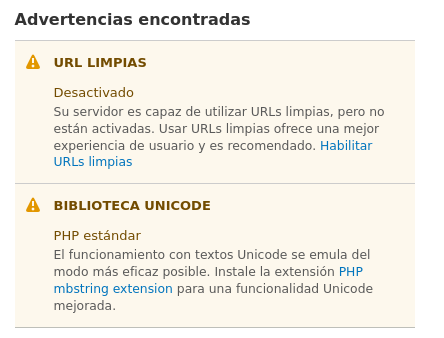 Advertencias encontradas
URL LIMPIAS
Desactivado
Su servidor es capaz de utilizar URLs limpias, pero no
están activadas. Usar URLs limpias ofrece una mejor
experiencia de usuario y es recomendado. Habilitar
URLs limpias
BIBLIOTECA UNICODE
PHP estándar
El funcionamiento con textos Unicode se emula del
modo más eficaz posible. Instale la extensión PHP
mbstring extension para una funcionalidad Unicode
mejorada.